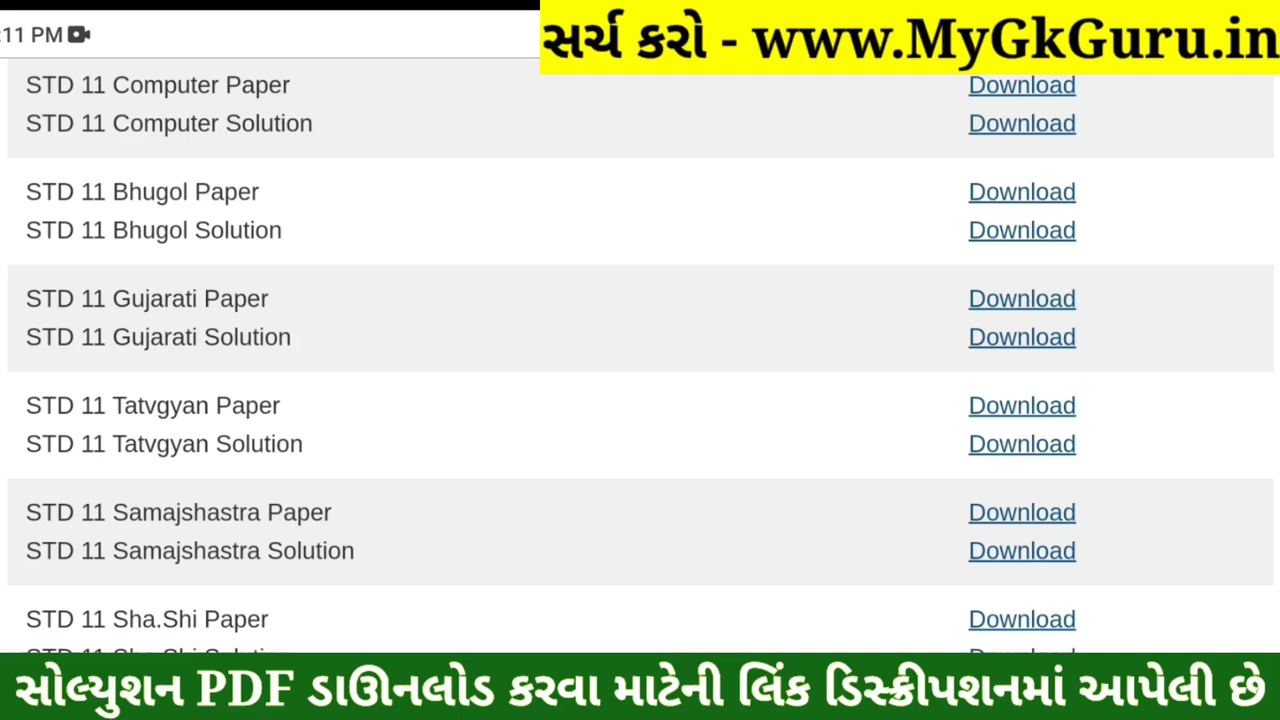 :11 PM
સર્ચ કરો - www.MyGkGuru.in
STD 11 Computer Paper Download
STD 11 Computer Solution Download
STD 11 Bhugol Paper Download
STD 11 Bhugol Solution Download
STD 11 Gujarati Paper Download
STD 11 Gujarati Solution Download
STD 11 Tatvgyan Paper Download
STD 11 Tatvgyan Solution Download
STD 11 Samajshastra Paper Download
STD 11 Samajshastra Solution Download
STD 11 Sha.Shi Paper Download
સોલ્યુશન PDF ડાઊનલોડ કરવા માટેની લિંક ડિસ્ક્રીપશનમાં આપેલી છે